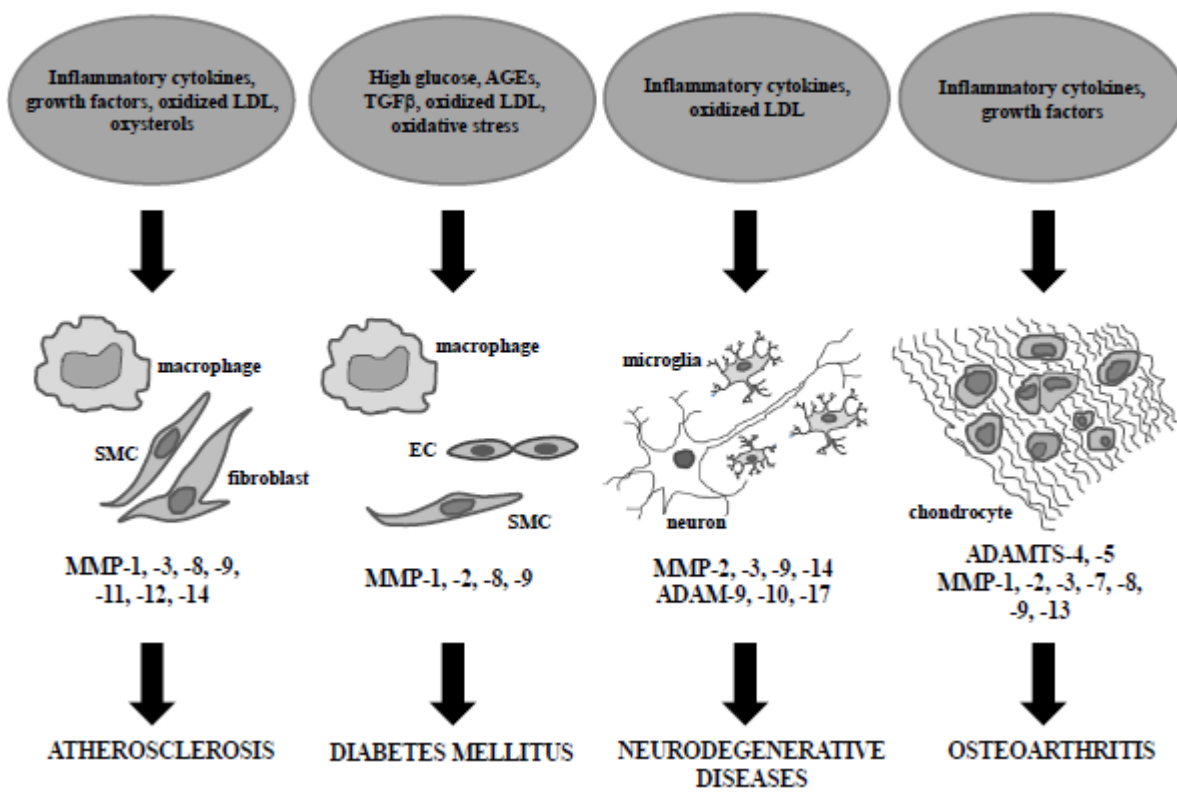 Inflammatory cytokines,
growth factors, oxidized LDL,
oxysterols
High glucose, AGEs,
TGFβ, oxidized LDL,
oxidative stress
Inflammatory cytokines,
oxidized LDL
Inflammatory cytokines,
growth factors
macrophage
SMC
fibroblast
macrophage
EC
SMC
microglia
neuron
chondrocyte
MMP-1, -3, -8, -9,
-11, -12, -14
MMP-1, -2, -8, -9
MMP-2, -3, -9, -14
ADAM-9, -10, -17
ADAMTS-4, -5
MMP-1, -2, -3, -7, -8,
-9, -13
ATHEROSCLEROSIS
DIABETES MELLITUS
NEURODEGENERATIVE
DISEASES
OSTEOARTHRITIS